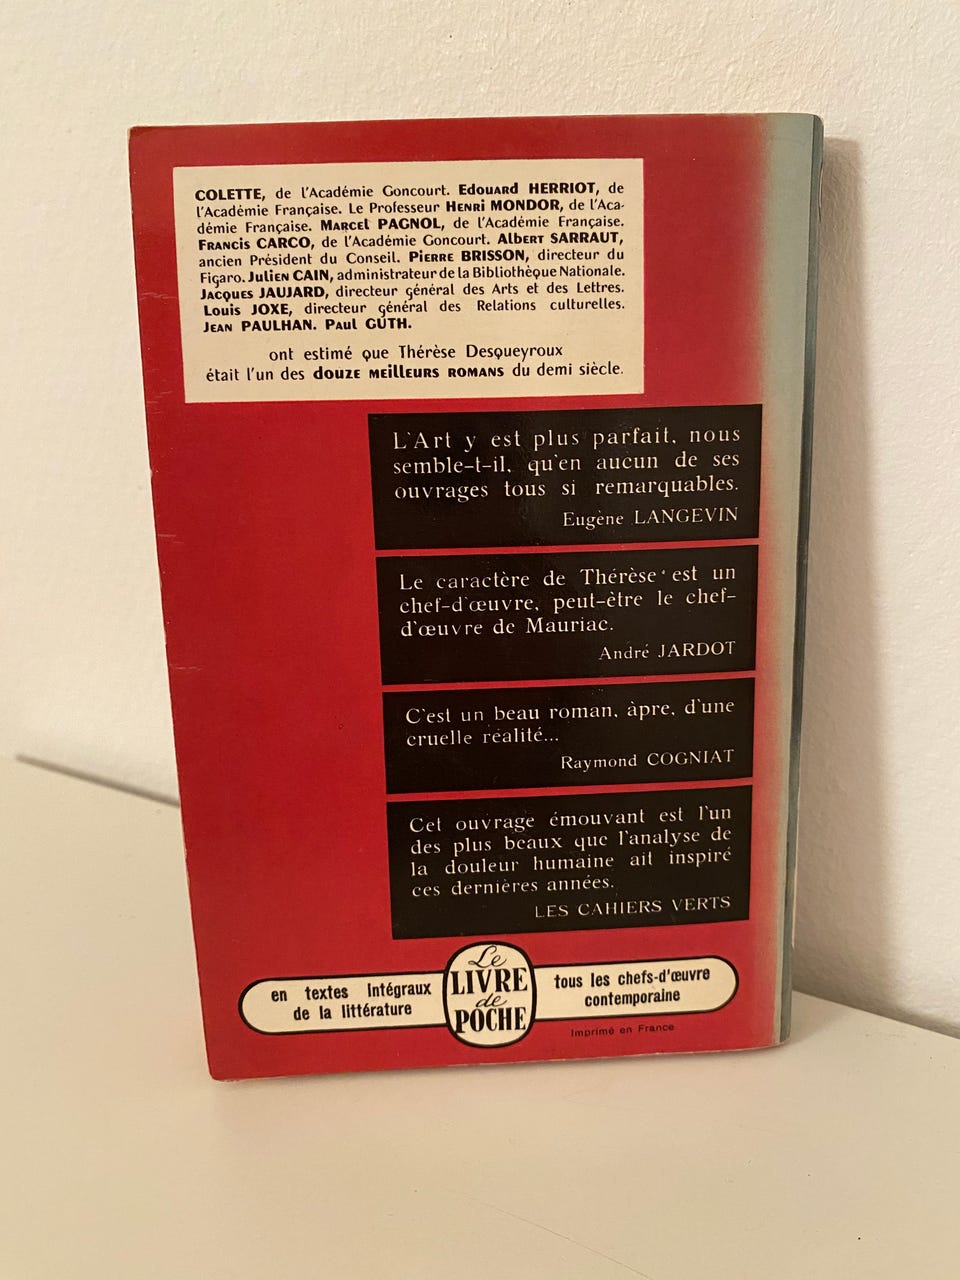 COLETTE, de l'Académie Goncourt. Edouard HERRIOT, de
l'Académie Française. Le Professeur Henri MONDOR, de l'Aca-
démie Française. Marcel PAGNOL, de l'Académie Française.
Francis CARCO, de l'Académie Goncourt. Albert SARRAUT,
ancien Président du Conseil. Pierre BRISSON, directeur du
Figaro. Julien CAIN, administrateur de la Bibliothèque Nationale.
Jacques JAUJARD, directeur général des Arts et des Lettres.
Louis JOXE, directeur général des Relations culturelles.
Jean PAULHAN. Paul GUTH.
ont estimé que Thérèse Desqueyroux
était l'un des douze meilleurs romans du demi siècle.
L'Art y est plus parfait, nous
semble-t-il, qu'en aucun de ses
ouvrages tous si remarquables.
Eugène LANGEVIN
Le caractère de Thérèse est un
chef-d'œuvre, peut-être le chef-
d'œuvre de Mauriac.
André JARDOT
C'est un beau roman, àpre, d'une
cruelle réalité...
Raymond COGNIAT
Cet ouvrage émouvant est l'un
des plus beaux que l'analyse de
la douleur humaine ait inspiré
ces dernières années.
LES CAHIERS VERTS
Le
LIVRE
de
POCHE
en textes intégraux
de la littérature
tous les chefs-d'œuvre
contemporaine
Imprimé en France